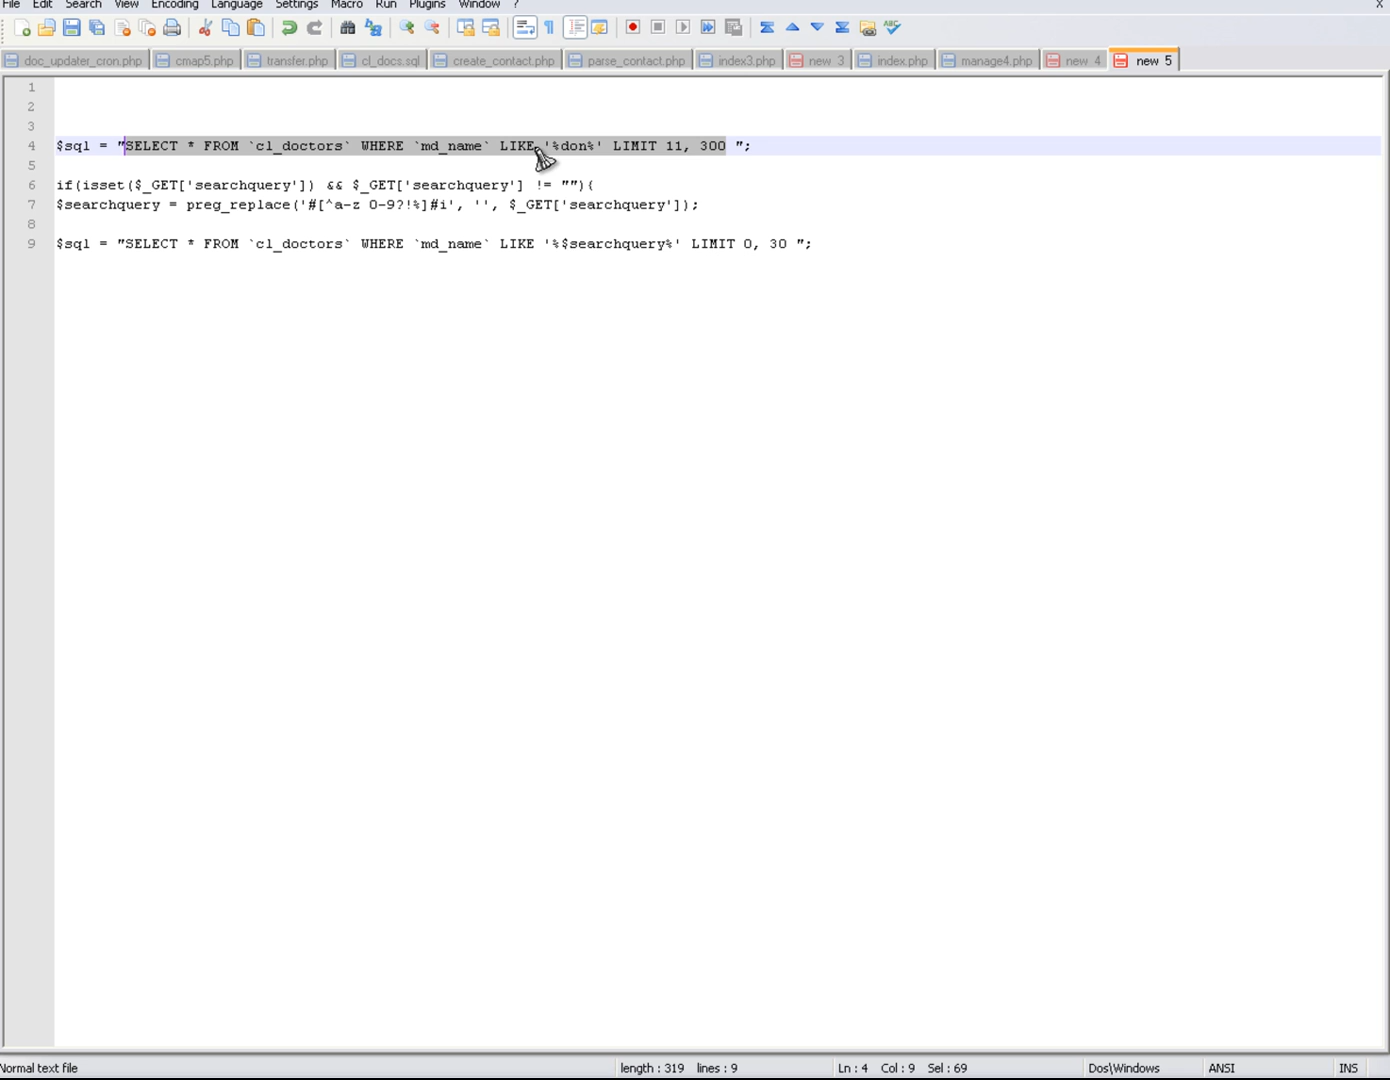 File Edit Search View Encoding Language Settings Macro Run Plugins Window ? X
doc_updater_cron.php cmap5.php transfer.php cl_docs.sql create_contact.php parse_contact.php index3.php new 3 index.php manage4.php new 4 new 5
1
2
3
4 $sql = "SELECT * FROM `cl_doctors` WHERE `md_name` LIKE '%don%' LIMIT 11, 300 ";
5
6 if(isset($_GET['searchquery']) && $_GET['searchquery'] != ""){
7 $searchquery = preg_replace('#[^a-z 0-9?!%]#i', '', $_GET['searchquery']);
8
9 $sql = "SELECT * FROM `cl_doctors` WHERE `md_name` LIKE '%$searchquery%' LIMIT 0, 30 ";
Normal text file length : 319 lines : 9 Ln : 4 Col : 9 Sel : 69 Dos\Windows ANSI INS